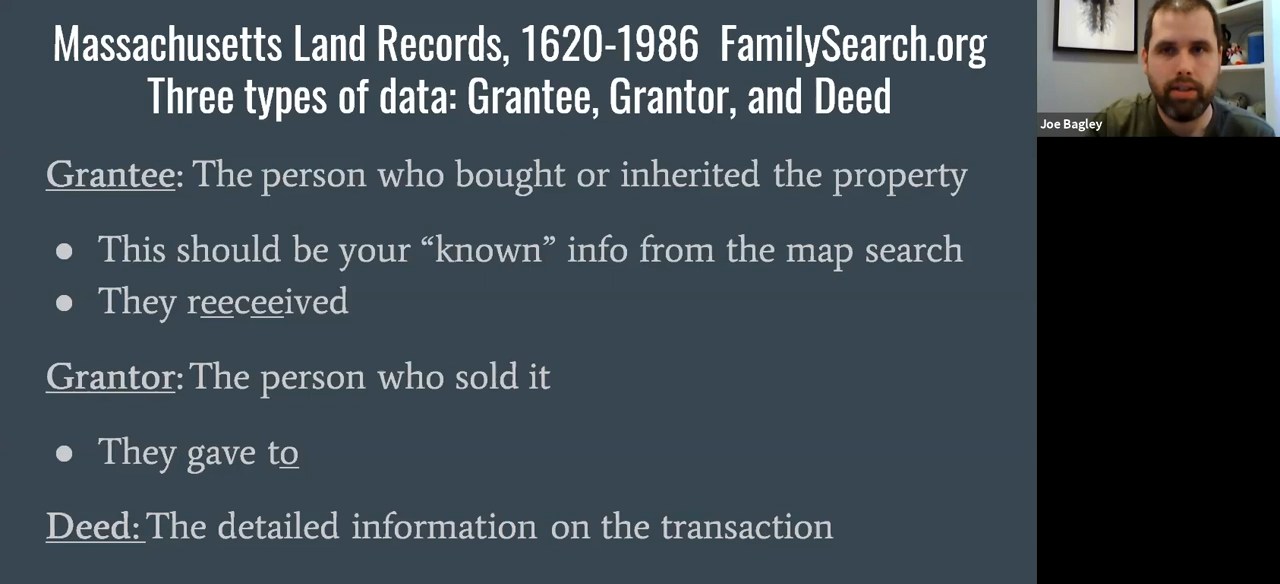 Massachusetts Land Records, 1620-1986 FamilySearch.org
Three types of data: Grantee, Grantor, and Deed
Joe Bagley
Grantee: The person who bought or inherited the property
● This should be your “known” info from the map search
● They reeceeived
Grantor: The person who sold it
● They gave to
Deed: The detailed information on the transaction